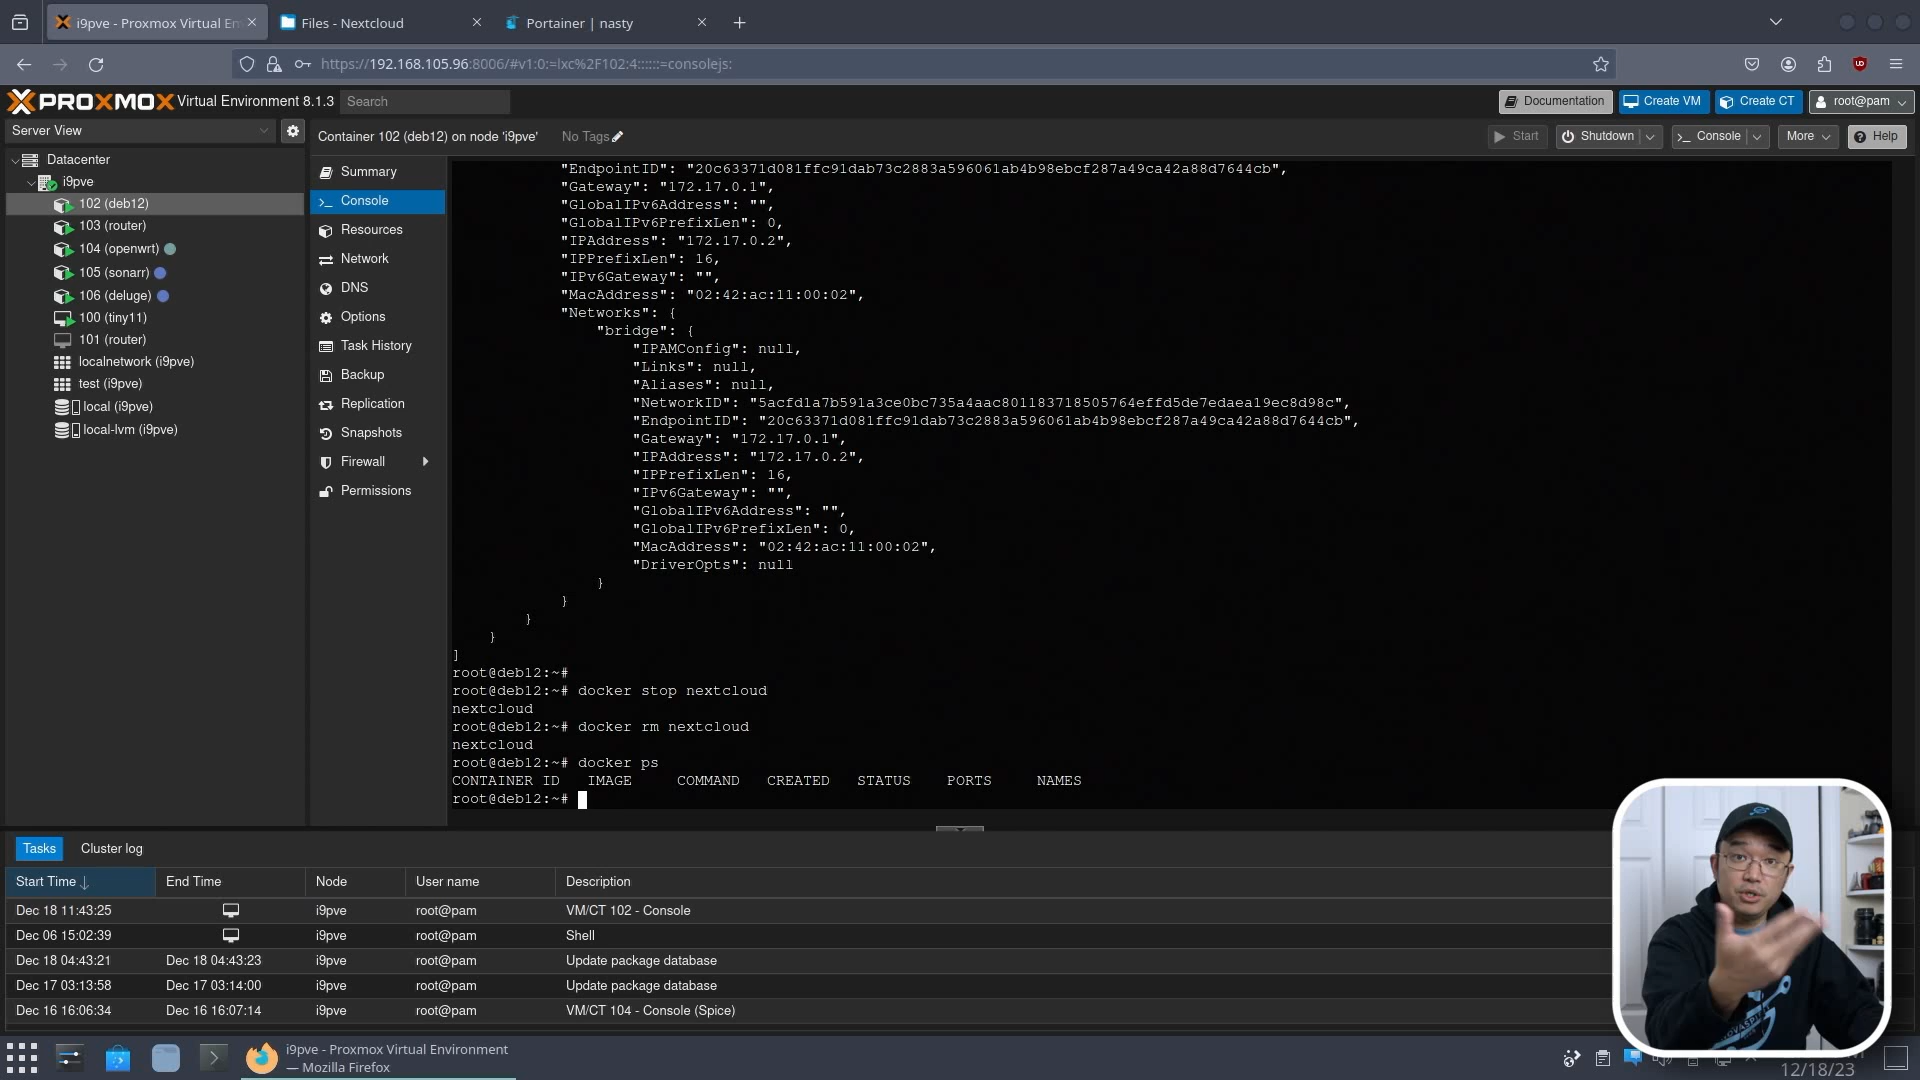 i9pve - Proxmox Virtual En
Files - Nextcloud
Portainer | nasty
https://192.168.105.96:8006/#v1:0:=lxc%2F102:4::::::=consolejs:
PROXMOX Virtual Environment 8.1.3
Search
Documentation
Create VM
Create CT
root@pam
Server View
Container 102 (deb12) on node 'i9pve'
No Tags
Start
Shutdown
Console
More
Help
Datacenter
i9pve
102 (deb12)
103 (router)
104 (openwrt)
105 (sonarr)
106 (deluge)
100 (tiny11)
101 (router)
localnetwork (i9pve)
test (i9pve)
local (i9pve)
local-lvm (i9pve)
Summary
Console
Resources
Network
DNS
Options
Task History
Backup
Replication
Snapshots
Firewall
Permissions
"EndpointID": "20c63371d081ffc91dab73c2883a596061ab4b98ebcf287a49ca42a88d7644cb",
"Gateway": "172.17.0.1",
"GlobalIPv6Address": "",
"GlobalIPv6PrefixLen": 0,
"IPAddress": "172.17.0.2",
"IPPrefixLen": 16,
"IPv6Gateway": "",
"MacAddress": "02:42:ac:11:00:02",
"Networks": {
"bridge": {
"IPAMConfig": null,
"Links": null,
"Aliases": null,
"NetworkID": "5acfd1a7b591a3ce0bc735a4aac801183718505764effd5de7edaea19ec8d98c",
"EndpointID": "20c63371d081ffc91dab73c2883a596061ab4b98ebcf287a49ca42a88d7644cb",
"Gateway": "172.17.0.1",
"IPAddress": "172.17.0.2",
"IPPrefixLen": 16,
"IPv6Gateway": "",
"GlobalIPv6Address": "",
"GlobalIPv6PrefixLen": 0,
"MacAddress": "02:42:ac:11:00:02",
"DriverOpts": null
}
}
}
}
]
root@deb12:~#
root@deb12:~# docker stop nextcloud
nextcloud
root@deb12:~# docker rm nextcloud
nextcloud
root@deb12:~# docker ps
CONTAINER ID IMAGE COMMAND CREATED STATUS PORTS NAMES
root@deb12:~#
Tasks
Cluster log
Start Time End Time Node User name Description
Dec 18 11:43:25 i9pve root@pam VM/CT 102 - Console
Dec 06 15:02:39 i9pve root@pam Shell
Dec 18 04:43:21 Dec 18 04:43:23 i9pve root@pam Update package database
Dec 17 03:13:58 Dec 17 03:14:00 i9pve root@pam Update package database
Dec 16 16:06:34 Dec 16 16:07:14 i9pve root@pam VM/CT 104 - Console (Spice)
i9pve - Proxmox Virtual Environment
— Mozilla Firefox
12/18/23